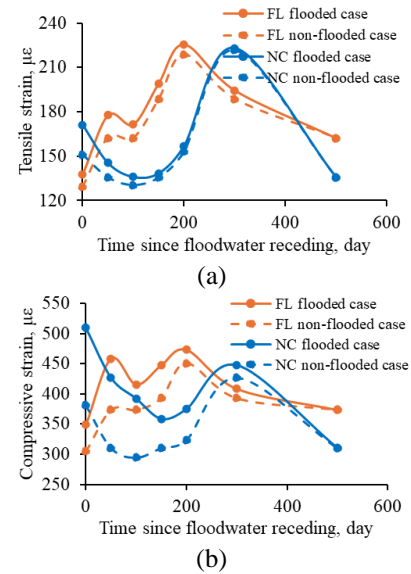 (a)
240
210
180
150
120
Tensile strain, με
FL flooded case
FL non-flooded case
NC flooded case
NC non-flooded case
0 200 400 600
Time since floodwater receding, day
(a)
550
500
450
400
350
300
250
Compressive strain, με
FL flooded case
FL non-flooded case
NC flooded case
NC non-flooded case
0 200 400 600
Time since floodwater receding, day
(b)